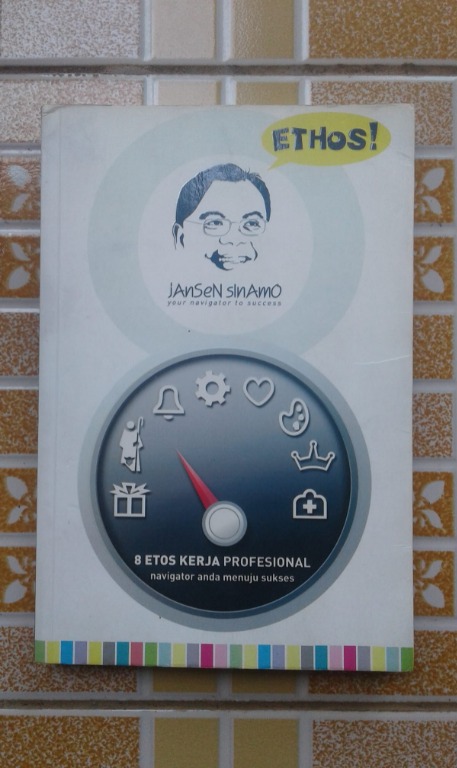 ETHOS!
JANSEN SINAMO
your navigator to success
8 ETOS KERJA PROFESIONAL
navigator anda menuju sukses